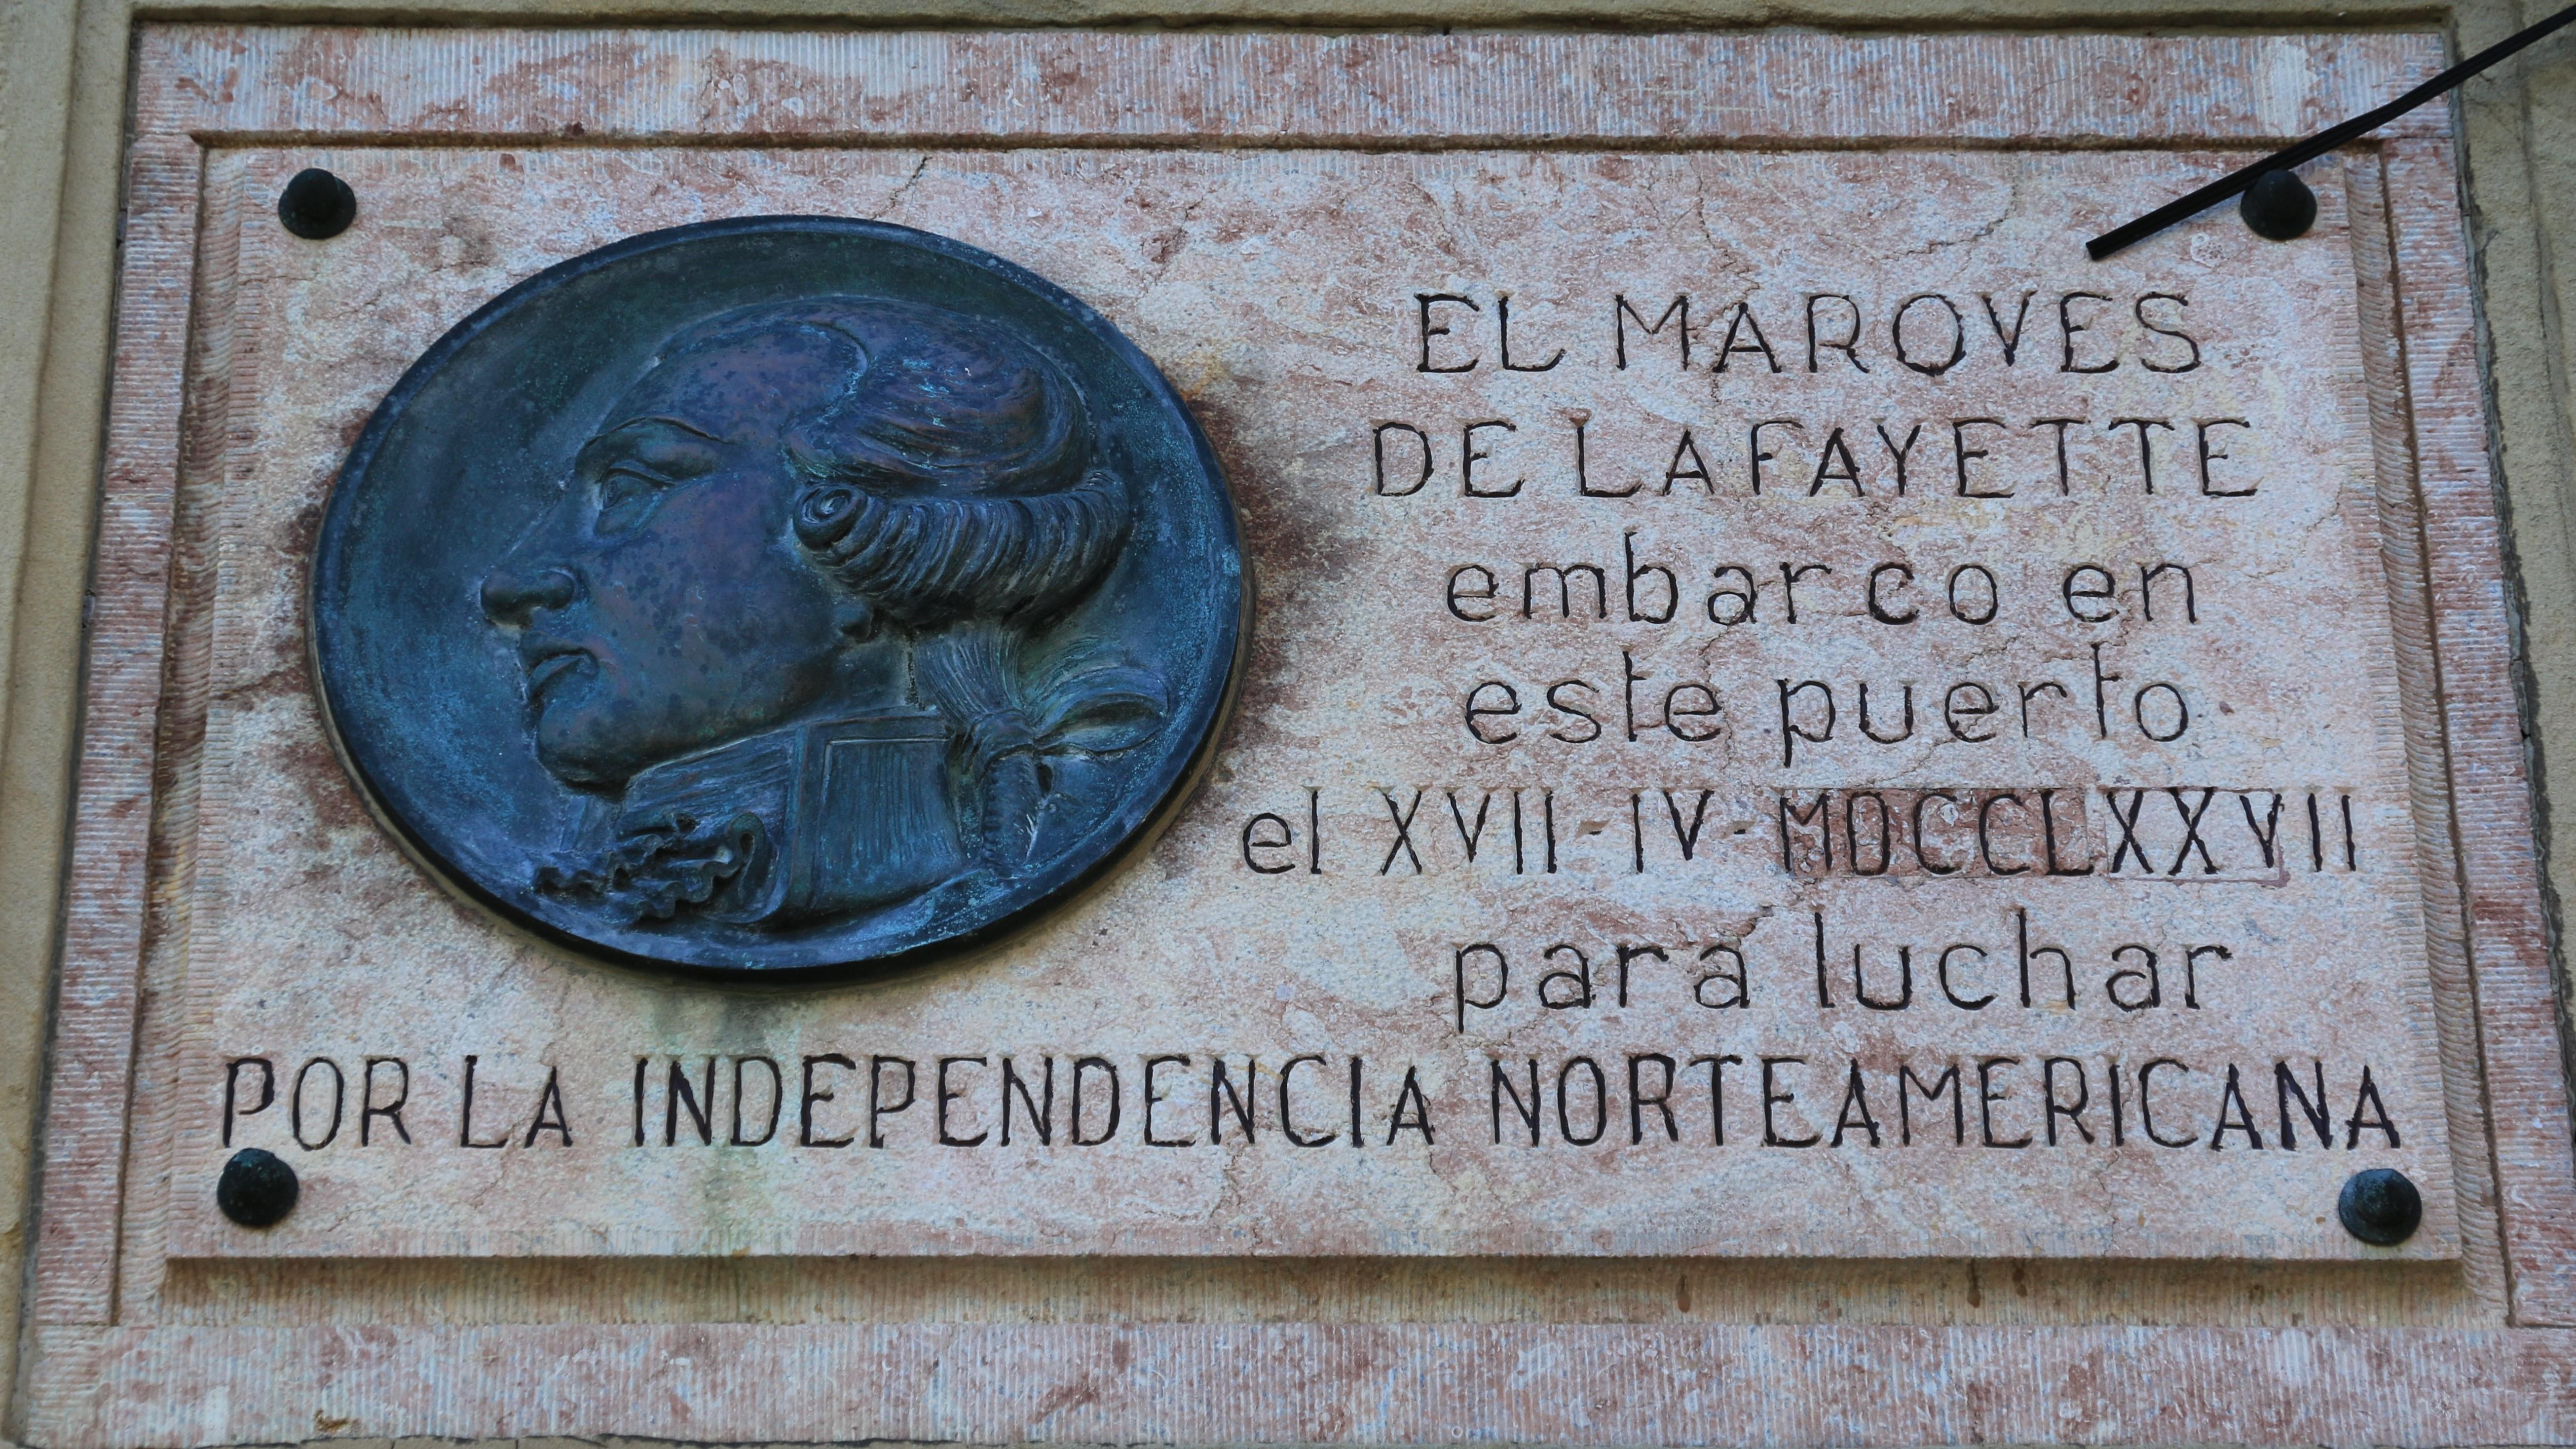 EL MARQVES
DE LAFAYETTE
embarco en
este puerto
el XVII-IV-MDCCLXXVII
para luchar
POR LA INDEPENDENCIA NORTEAMERICANA